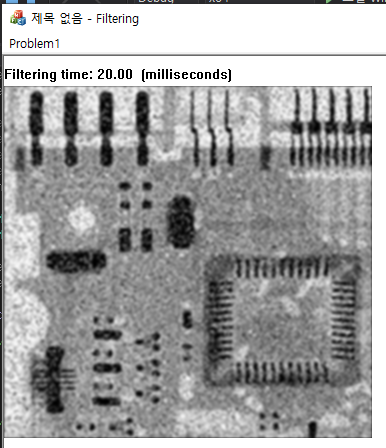 제목 없음 - Filtering
Problem1
Filtering time: 20.00 (milliseconds)